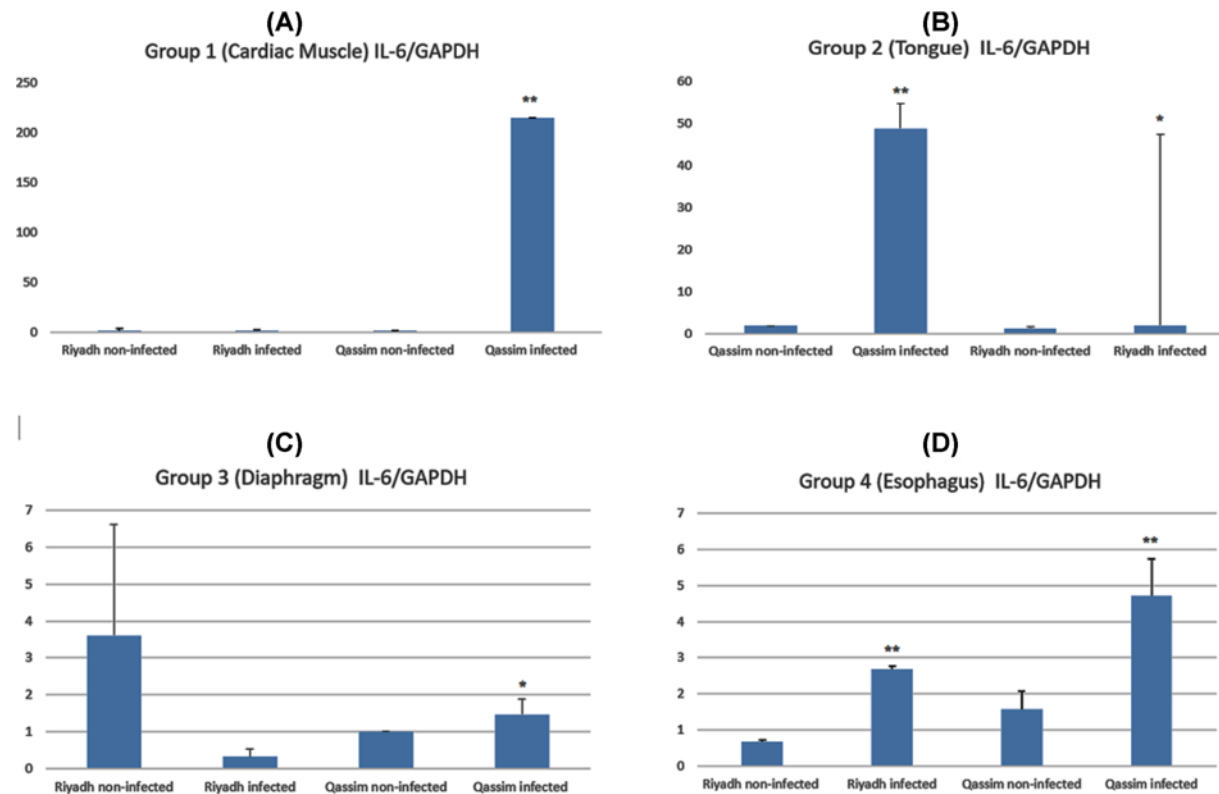 (A)
Group 1 (Cardiac Muscle) IL-6/GAPDH
250
200
150
100
50
0
**
Riyadh non-infected
Riyadh infected
Qassim non-infected
Qassim infected
(B)
Group 2 (Tongue) IL-6/GAPDH
60
50
40
30
20
10
0
**
*
Qassim non-infected
Qassim infected
Riyadh non-infected
Riyadh infected
(C)
Group 3 (Diaphragm) IL-6/GAPDH
7
6
5
4
3
2
1
0
*
Riyadh non-infected
Riyadh infected
Qassim non-infected
Qassim infected
(D)
Group 4 (Esophagus) IL-6/GAPDH
7
6
5
4
3
2
1
0
**
**
Riyadh non-infected
Riyadh infected
Qassim non-infected
Qassim infected